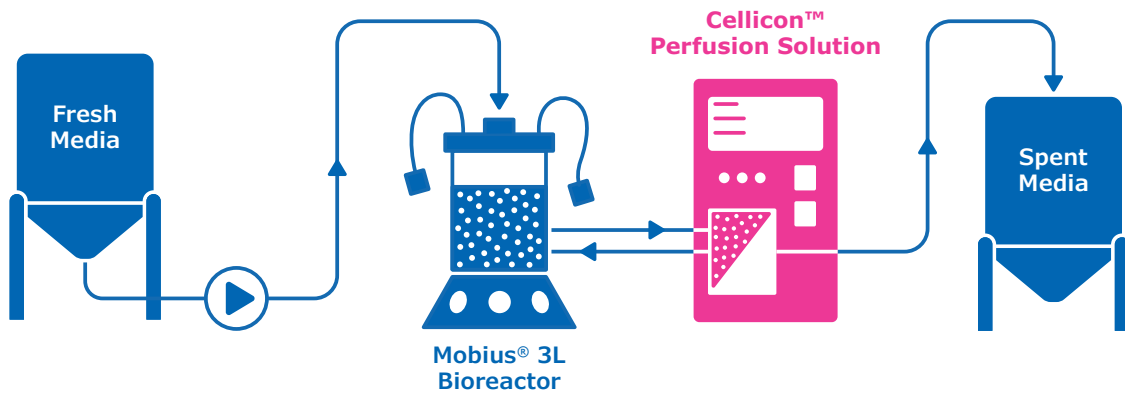 Cellicon™
Perfusion Solution
Fresh
Media
Spent
Media
Mobius® 3L
Bioreactor